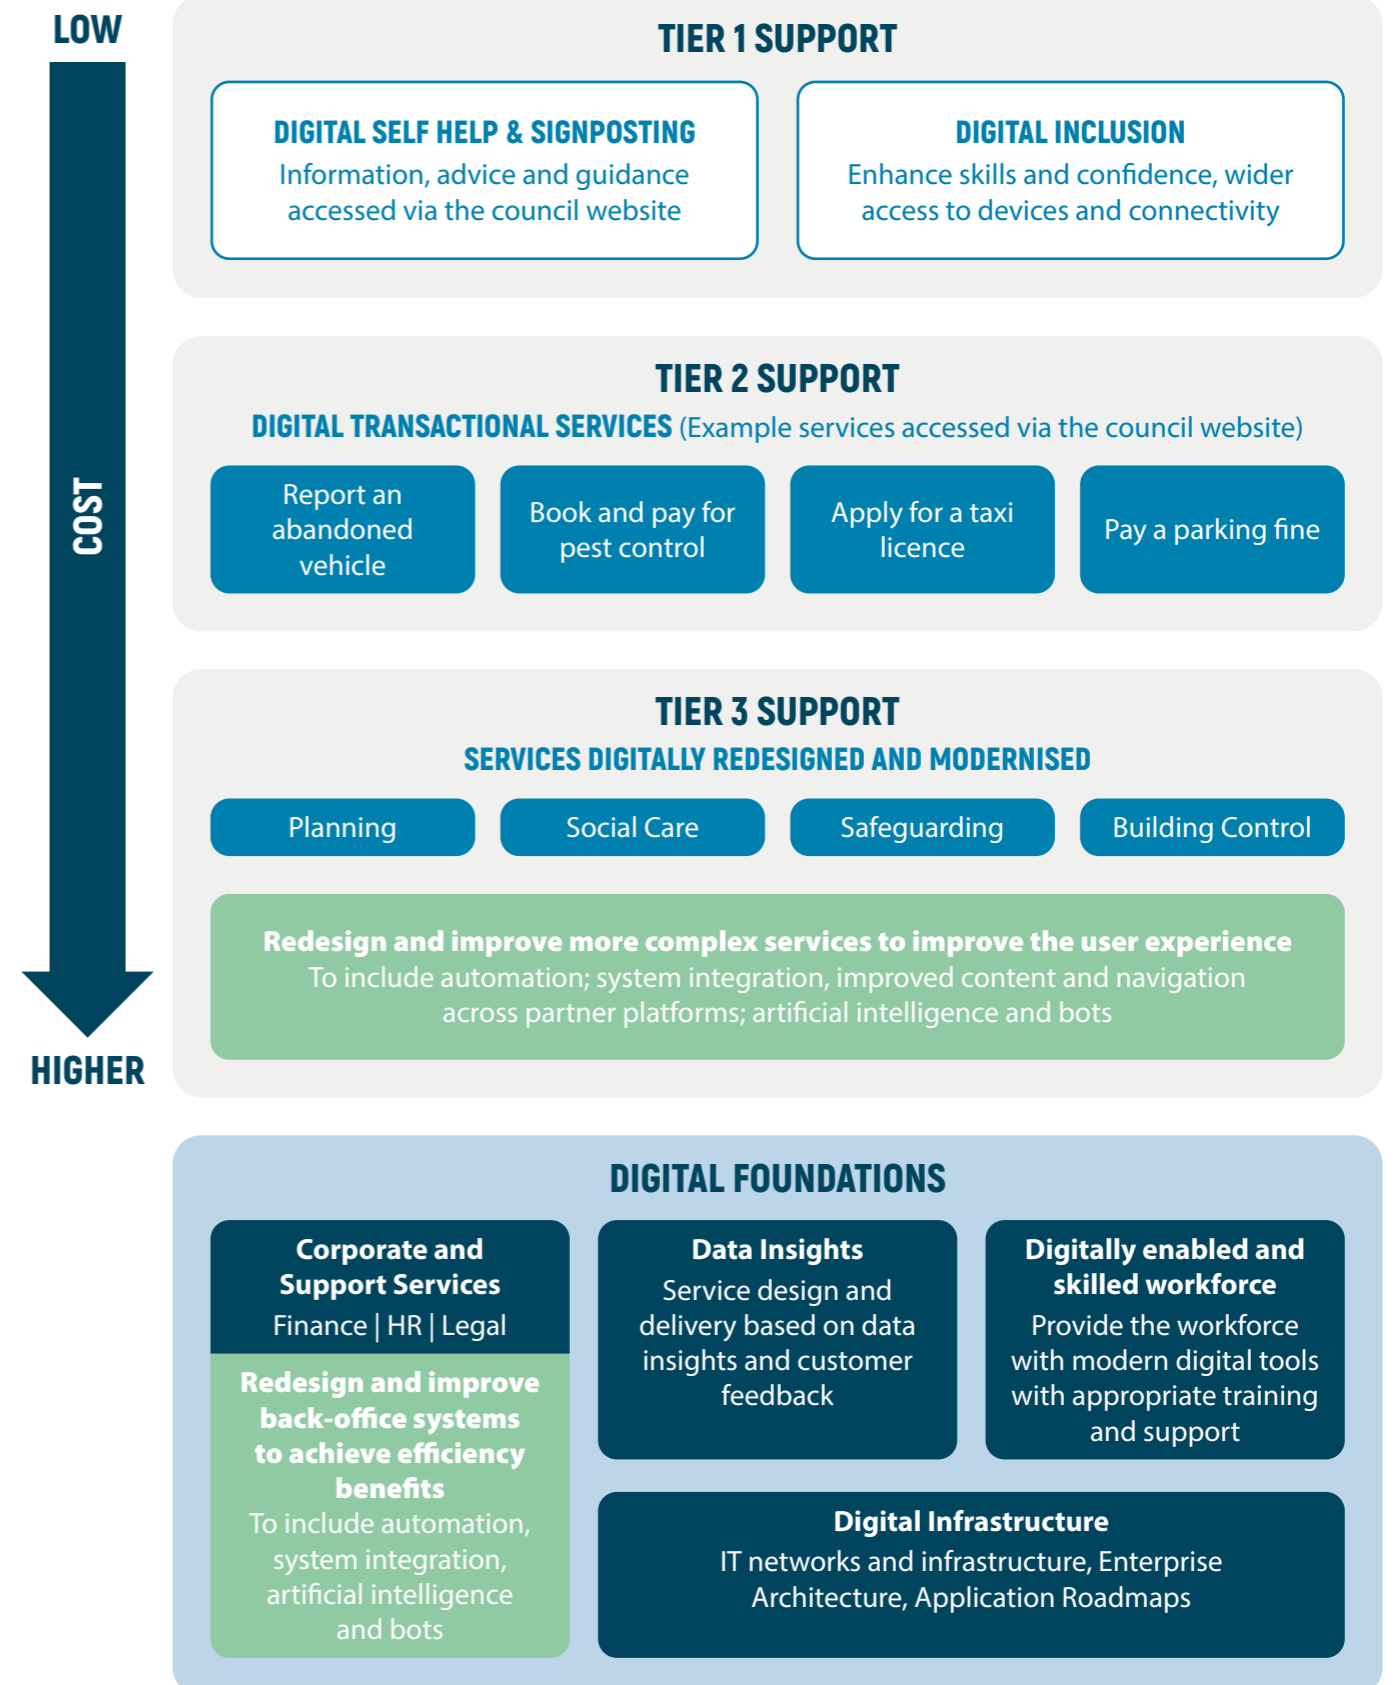 LOW
COST
HIGHER
TIER 1 SUPPORT
DIGITAL SELF HELP & SIGNPOSTING
Information, advice and guidance
accessed via the council website
DIGITAL INCLUSION
Enhance skills and confidence, wider
access to devices and connectivity
TIER 2 SUPPORT
DIGITAL TRANSACTIONAL SERVICES (Example services accessed via the council website)
Report an
abandoned
vehicle
Book and pay for
pest control
Apply for a taxi
licence
Pay a parking fine
TIER 3 SUPPORT
SERVICES DIGITALLY REDESIGNED AND MODERNISED
Planning
Social Care
Safeguarding
Building Control
Redesign and improve more complex services to improve the user experience
To include automation; system integration, improved content and navigation
across partner platforms; artificial intelligence and bots
DIGITAL FOUNDATIONS
Corporate and
Support Services
Finance | HR | Legal
Redesign and improve
back-office systems
to achieve efficiency
benefits
To include automation,
system integration,
artificial intelligence
and bots
Data Insights
Service design and
delivery based on data
insights and customer
feedback
Digitally enabled and
skilled workforce
Provide the workforce
with modern digital tools
with appropriate training
and support
Digital Infrastructure
IT networks and infrastructure, Enterprise
Architecture, Application Roadmaps